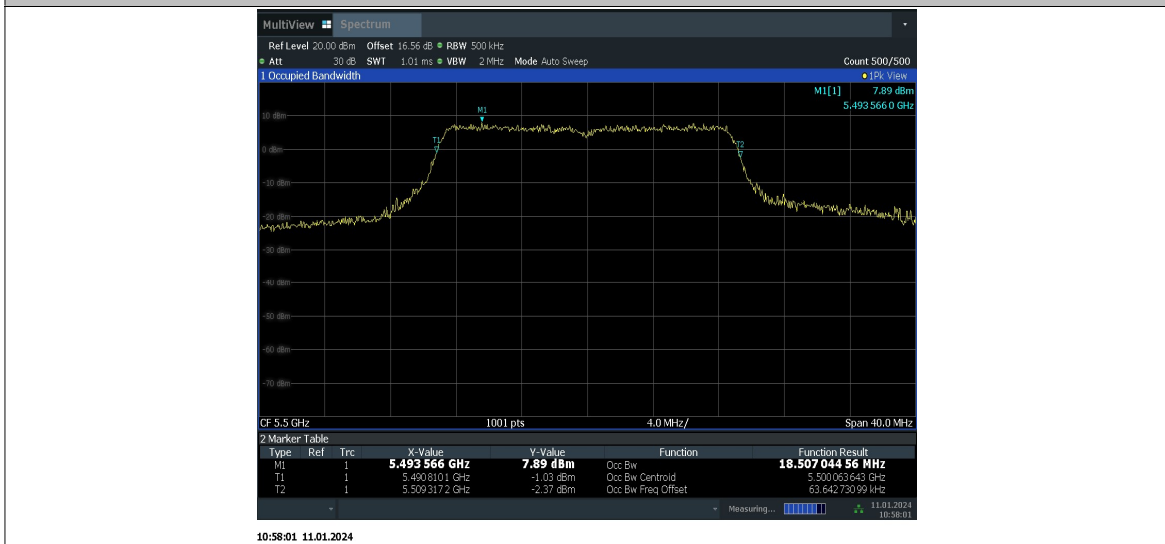 MultiView Spectrum
Ref Level 20.00 dBm Offset 16.56 dB RBW 500 kHz
Att 30 dB SWT 1.01 ms VBW 2 MHz Mode Auto Sweep Count 500/500
1 Occupied Bandwidth 1Pk View
M1[1] 7.89 dBm
5.493 566 0 GHz
M1
10 dBm
T1
T2
0 dBm
-10 dBm
-20 dBm
-30 dBm
-40 dBm
-50 dBm
-60 dBm
-70 dBm
CF 5.5 GHz 1001 pts 4.0 MHz/ Span 40.0 MHz
2 Marker Table
Type Ref Trc X-Value Y-Value Function Function Result
M1 1 5.493 566 GHz 7.89 dBm Occ Bw 18.507 044 56 MHz
T1 1 5.490 810 1 GHz -1.03 dBm Occ Bw Centroid 5.500 063 643 GHz
T2 1 5.509 317 2 GHz -2.37 dBm Occ Bw Freq Offset 63.642 730 99 kHz
Measuring... 11.01.2024
10:58:01
10:58:01 11.01.2024